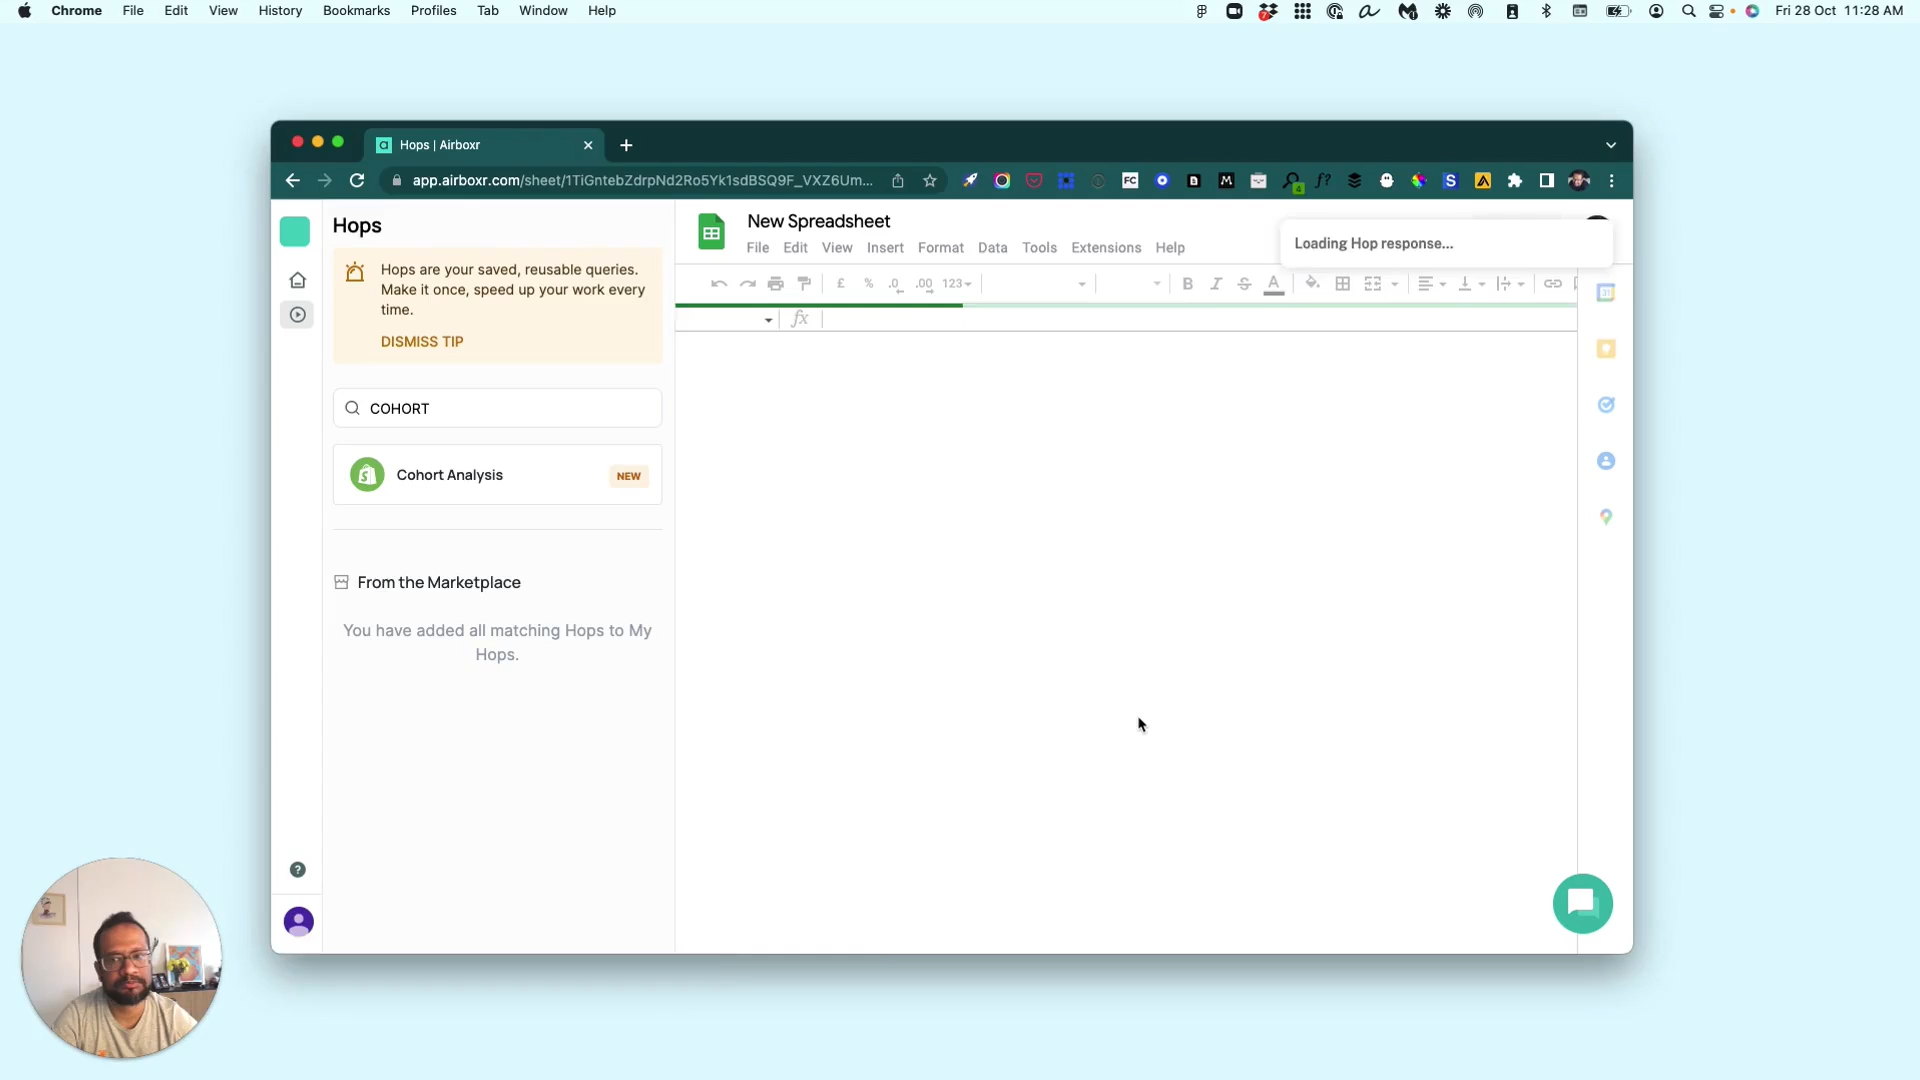 Chrome File Edit View History Bookmarks Profiles Tab Window Help Fri 28 Oct 11:28 AM
Hops | Airboxr
app.airboxr.com/sheet/1TiGntebZdrpNd2Ro5Yk1sdBSQ9F_VXZ6Um...
Hops
Hops are your saved, reusable queries.
Make it once, speed up your work every
time.
DISMISS TIP
COHORT
Cohort Analysis NEW
From the Marketplace
You have added all matching Hops to My
Hops.
New Spreadsheet
File Edit View Insert Format Data Tools Extensions Help
Loading Hop response...
£ % .0 .00 123
B I S A
fx